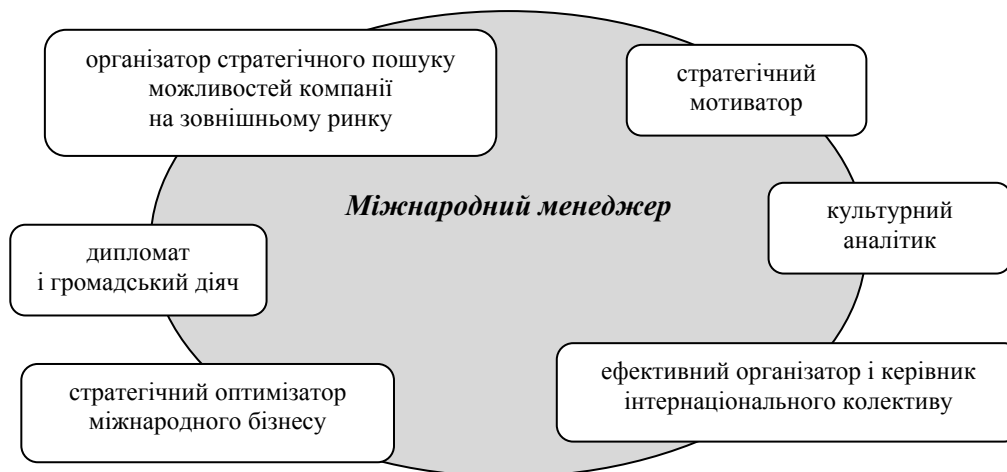 організатор стратегічного пошуку
можливостей компанії
на зовнішньому ринку
стратегічний
мотиватор
Міжнародний менеджер
культурний
аналітик
дипломат
і громадський діяч
стратегічний оптимізатор
міжнародного бізнесу
ефективний організатор і керівник
інтернаціонального колективу